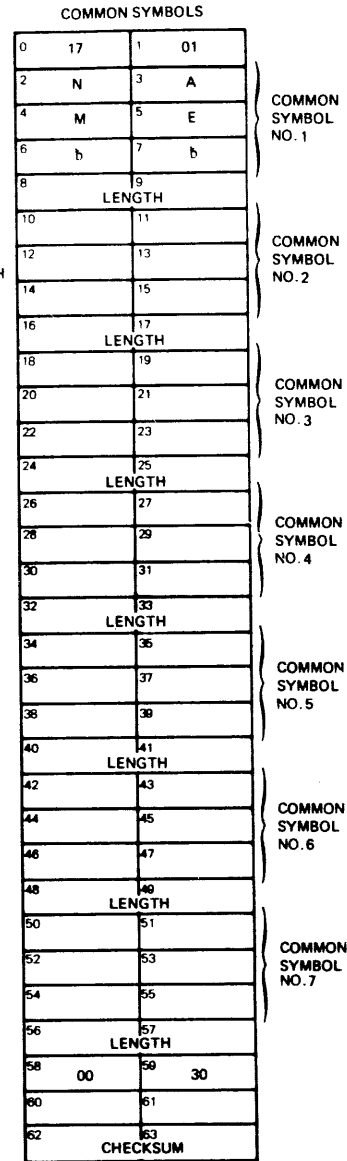 COMMON SYMBOLS
0 17 1 01
2 N 3 A
4 M 5 E
6 ƀ 7 ƀ
COMMON
SYMBOL
NO. 1
8 9
LENGTH
10 11
12 13
14 15
COMMON
SYMBOL
NO. 2
H
16 17
LENGTH
18 19
20 21
22 23
COMMON
SYMBOL
NO. 3
24 25
LENGTH
26 27
28 29
30 31
COMMON
SYMBOL
NO. 4
32 33
LENGTH
34 35
36 37
38 39
COMMON
SYMBOL
NO. 5
40 41
LENGTH
42 43
44 45
46 47
COMMON
SYMBOL
NO. 6
48 49
LENGTH
50 51
52 53
54 55
COMMON
SYMBOL
NO. 7
56 57
LENGTH
58 00 59 30
60 61
62 63
CHECKSUM